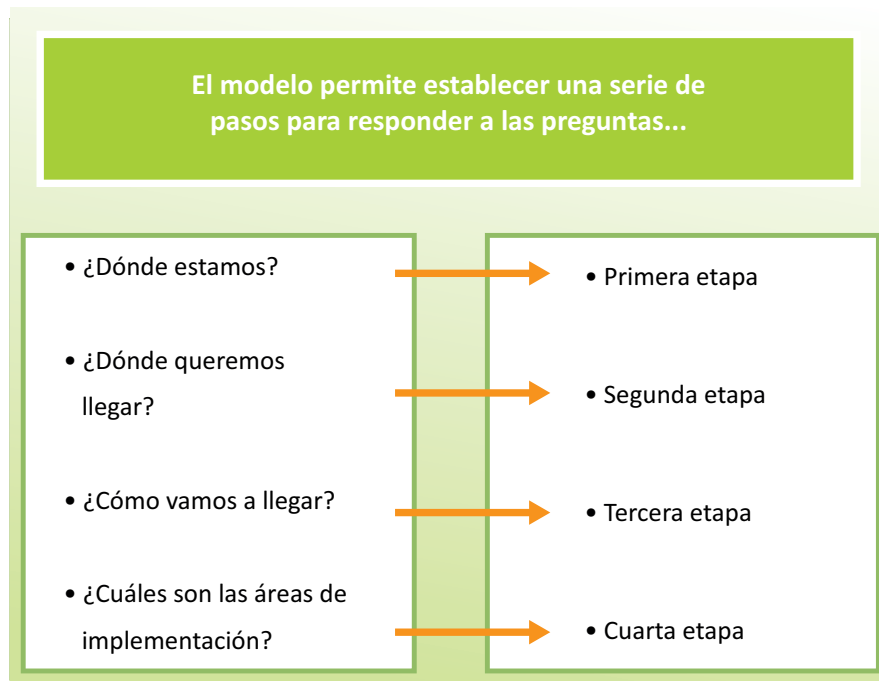 El modelo permite establecer una serie de
pasos para responder a las preguntas...
• ¿Dónde estamos?
• ¿Dónde queremos
llegar?
• ¿Cómo vamos a llegar?
• ¿Cuáles son las áreas de
implementación?
• Primera etapa
• Segunda etapa
• Tercera etapa
• Cuarta etapa